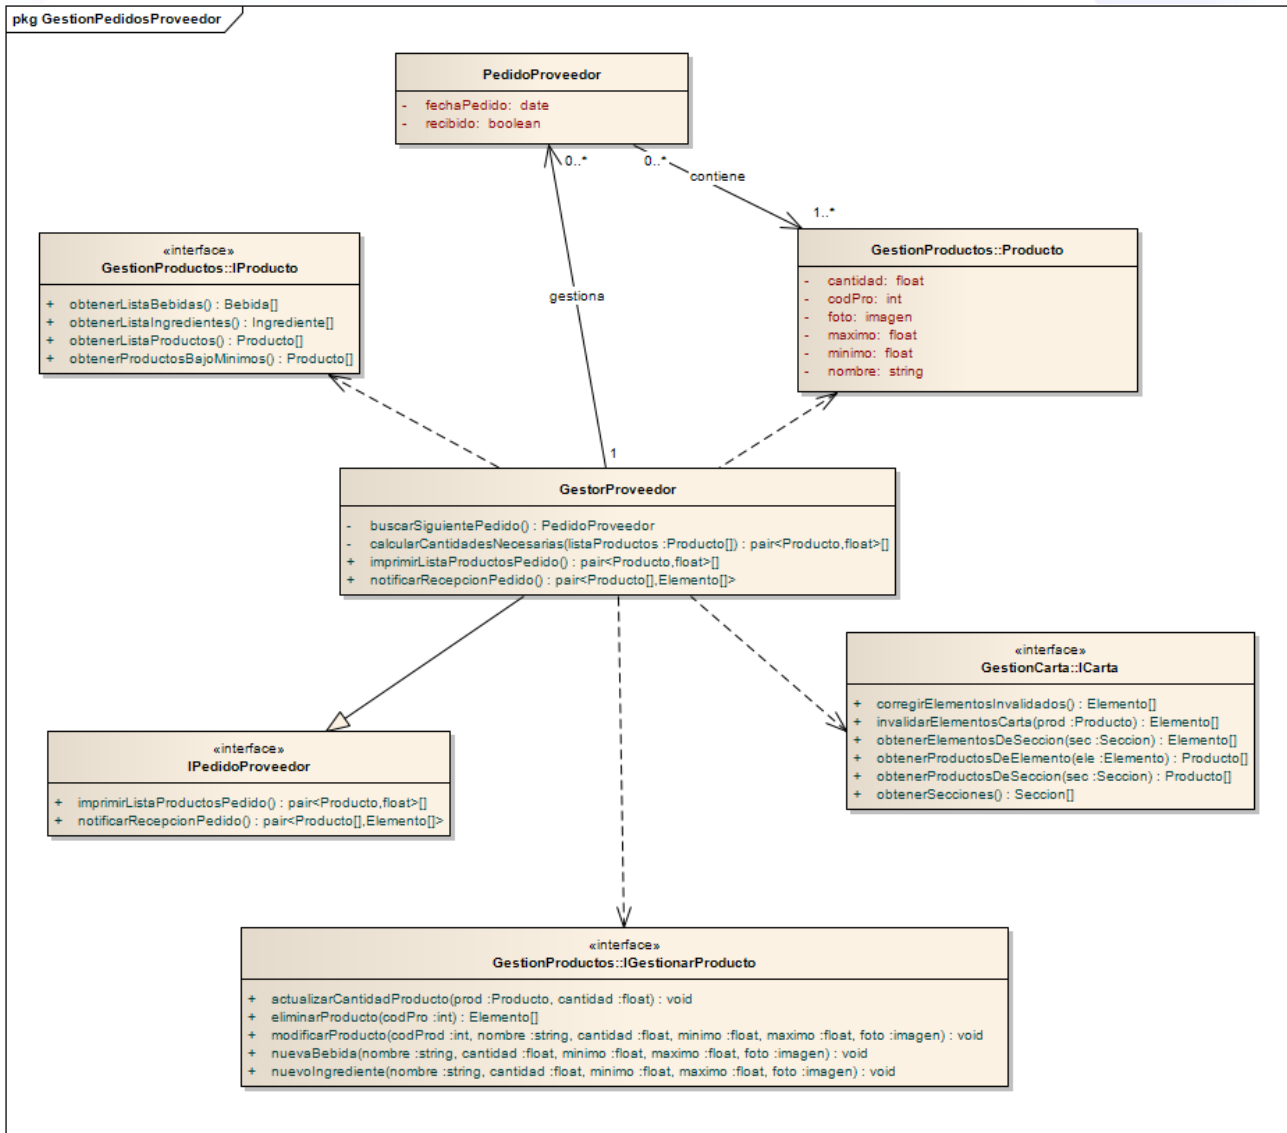 pkg GestionPedidosProveedor
PedidoProveedor
- fechaPedido: date
- recibido: boolean
0..*
0..*
contiene
1..*
«interface»
GestionProductos::IProducto
+ obtenerListaBebidas() : Bebida[]
+ obtenerListaIngredientes() : Ingrediente[]
+ obtenerListaProductos() : Producto[]
+ obtenerProductosBajoMinimos() : Producto[]
gestiona
GestionProductos::Producto
- cantidad: float
- codPro: int
- foto: imagen
- maximo: float
- minimo: float
- nombre: string
1
GestorProveedor
- buscarSiguientePedido() : PedidoProveedor
- calcularCantidadesNecesarias(listaProductos :Producto[]) : pair<Producto,float>[]
+ imprimirListaProductosPedido() : pair<Producto,float>[]
+ notificarRecepcionPedido() : pair<Producto[],Elemento[]>
«interface»
GestionCarta::ICarta
+ corregirElementosInvalidados() : Elemento[]
+ invalidarElementosCarta(prod :Producto) : Elemento[]
+ obtenerElementosDeSeccion(sec :Seccion) : Elemento[]
+ obtenerProductosDeElemento(ele :Elemento) : Producto[]
+ obtenerProductosDeSeccion(sec :Seccion) : Producto[]
+ obtenerSecciones() : Seccion[]
«interface»
IPedidoProveedor
+ imprimirListaProductosPedido() : pair<Producto,float>[]
+ notificarRecepcionPedido() : pair<Producto[],Elemento[]>
«interface»
GestionProductos::IGestionarProducto
+ actualizarCantidadProducto(prod :Producto, cantidad :float) : void
+ eliminarProducto(codPro :int) : Elemento[]
+ modificarProducto(codProd :int, nombre :string, cantidad :float, minimo :float, maximo :float, foto :imagen) : void
+ nuevaBebida(nombre :string, cantidad :float, minimo :float, maximo :float, foto :imagen) : void
+ nuevoIngrediente(nombre :string, cantidad :float, minimo :float, maximo :float, foto :imagen) : void